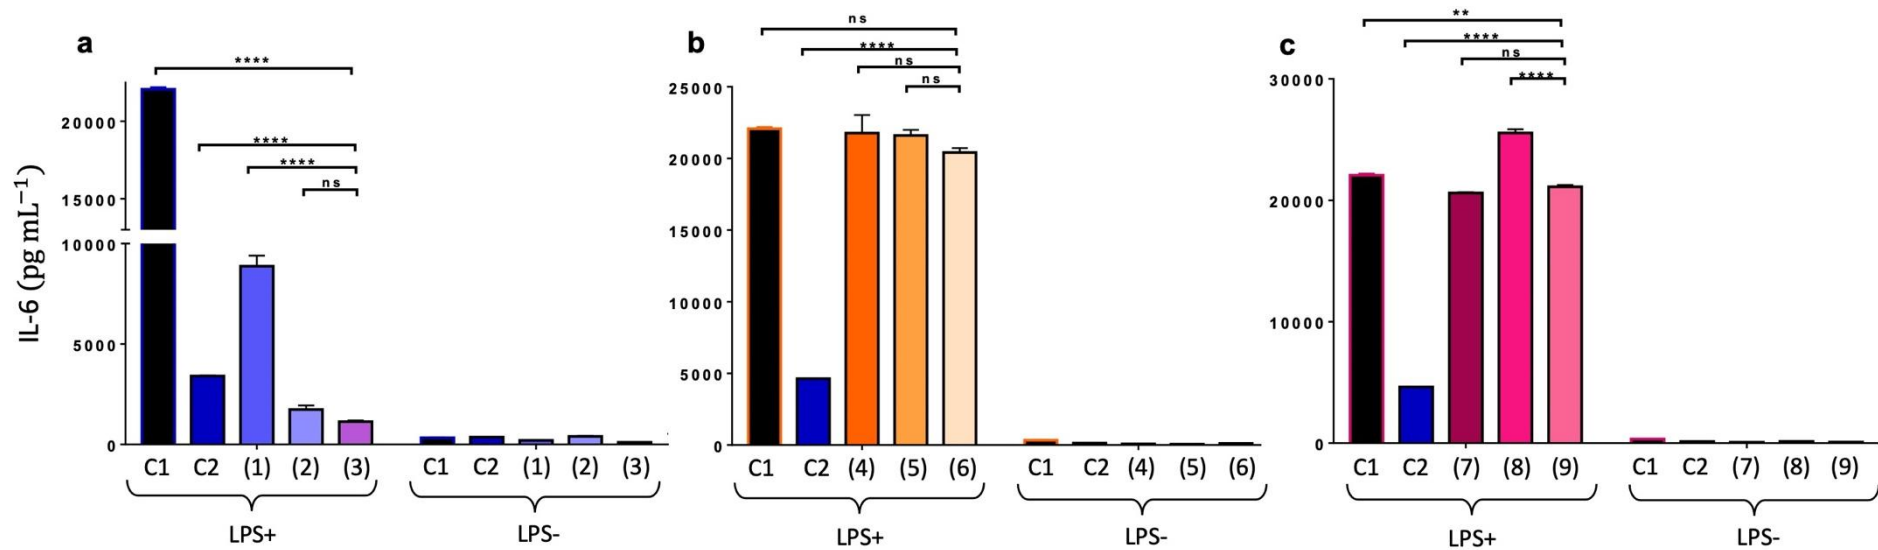 a
****
****
****
ns
IL-6 (pg mL⁻¹)
20000
15000
10000
5000
0
C1 C2 (1) (2) (3) C1 C2 (1) (2) (3)
LPS+ LPS-
b
ns
****
ns
ns
25000
20000
15000
10000
5000
0
C1 C2 (4) (5) (6) C1 C2 (4) (5) (6)
LPS+ LPS-
c
**
****
ns
****
30000
20000
10000
0
C1 C2 (7) (8) (9) C1 C2 (7) (8) (9)
LPS+ LPS-